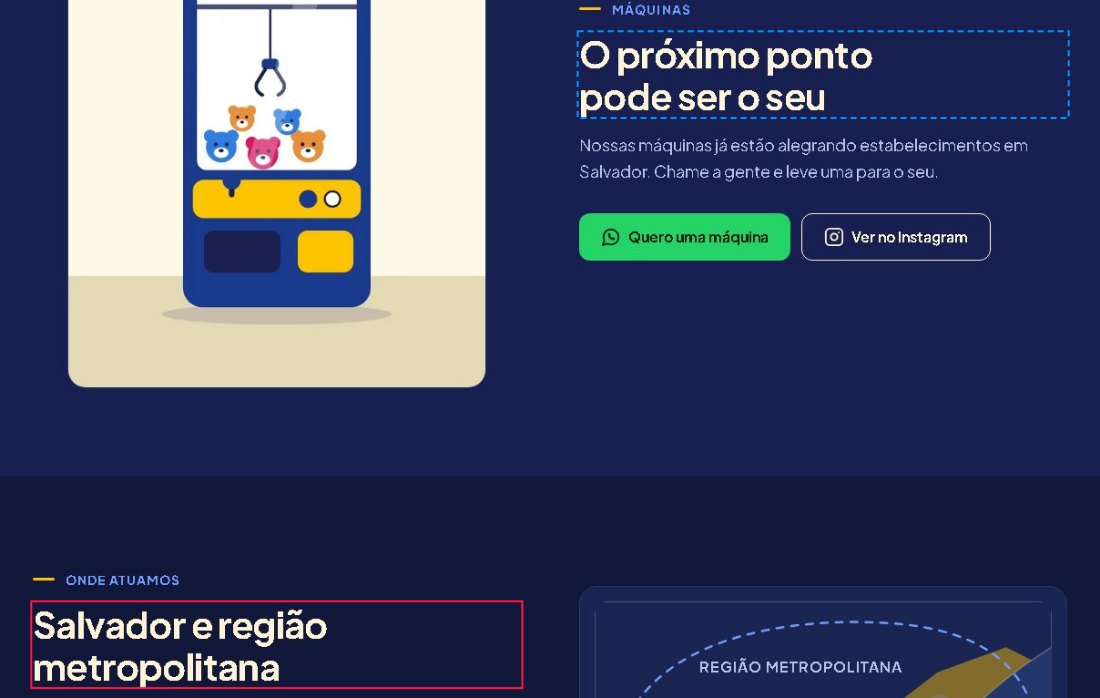 MÁQUINAS
O próximo ponto
pode ser o seu
Nossas máquinas já estão alegrando estabelecimentos em
Salvador. Chame a gente e leve uma para o seu.
Quero uma máquina
Ver no Instagram
ONDE ATUAMOS
Salvador e região
metropolitana
REGIÃO METROPOLITANA